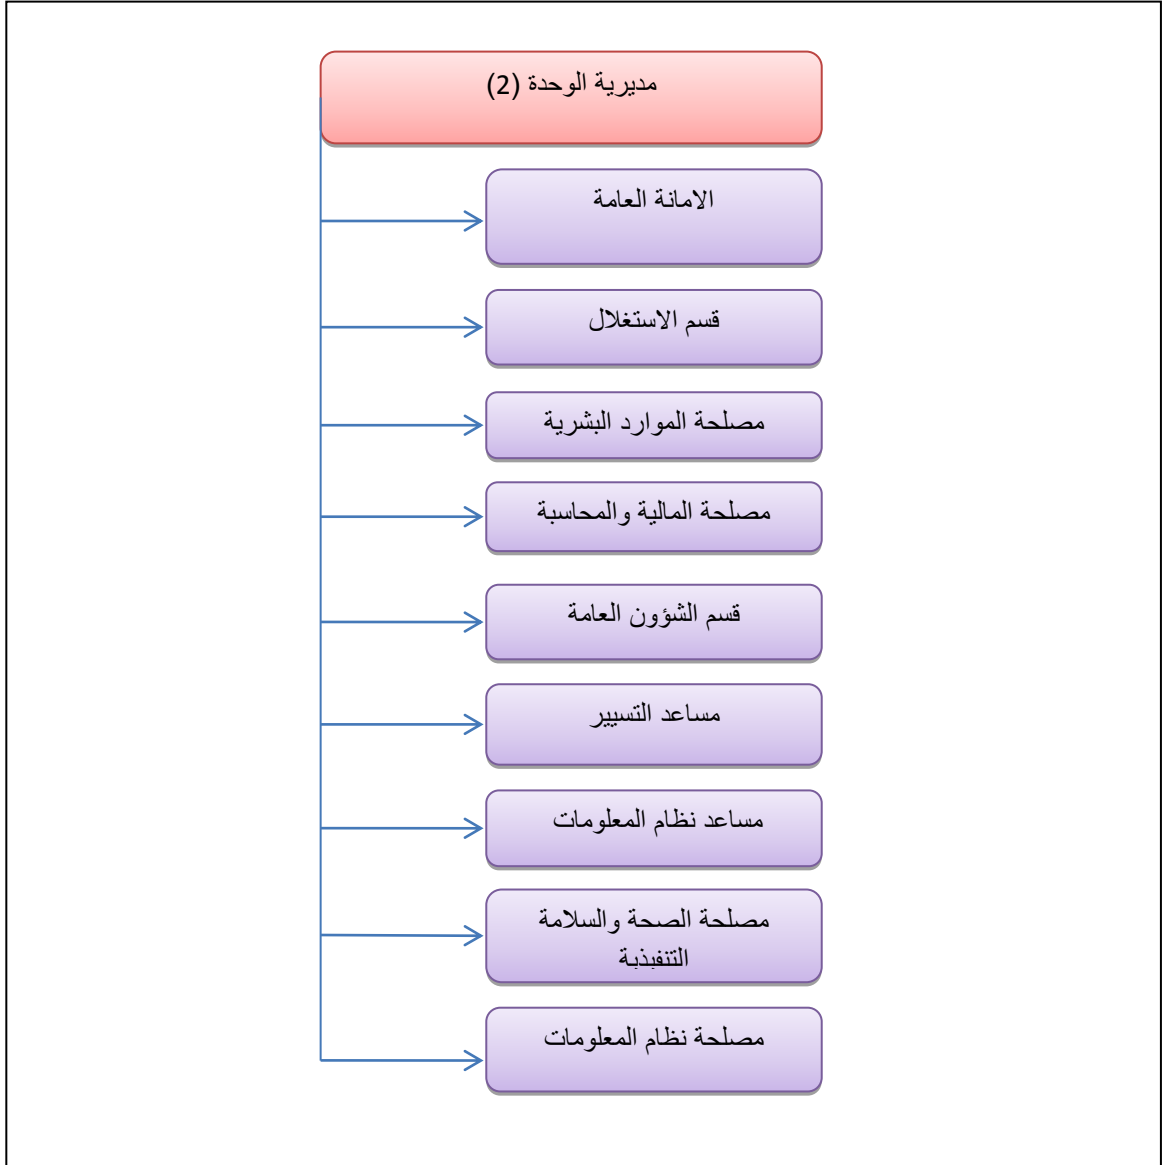 مديرية الوحدة (2)
الامانة العامة
قسم الاستغلال
مصلحة الموارد البشرية
مصلحة المالية والمحاسبة
قسم الشؤون العامة
مساعد التسيير
مساعد نظام المعلومات
مصلحة الصحة والسلامة
التنفيذية
مصلحة نظام المعلومات